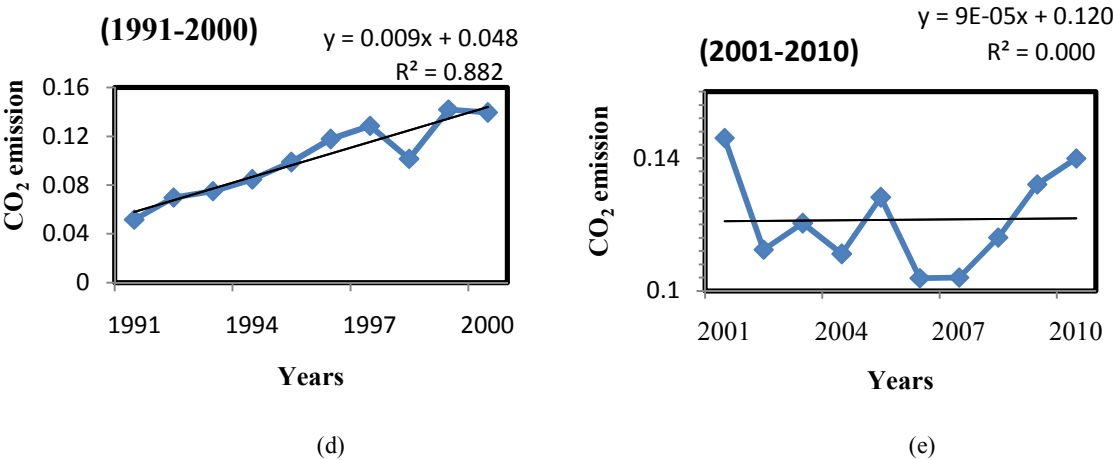 (1991-2000)
y = 0.009x + 0.048
R² = 0.882
CO₂ emission
0.16
0.12
0.08
0.04
0
1991 1994 1997 2000
Years
(d)
y = 9E-05x + 0.120
R² = 0.000
(2001-2010)
CO₂ emission
0.14
0.1
2001 2004 2007 2010
Years
(e)